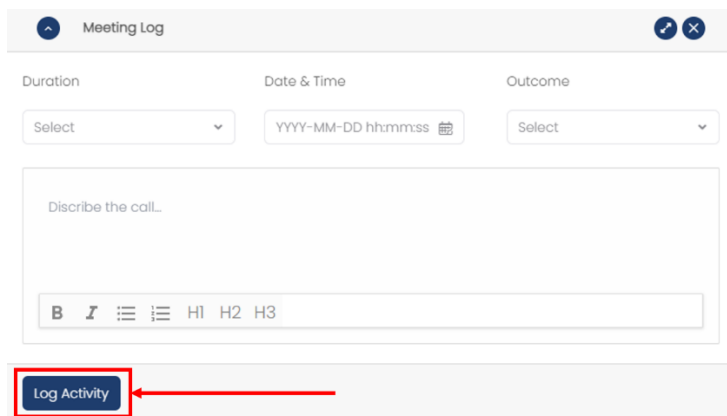 Meeting Log
Duration Date & Time Outcome
Select YYYY-MM-DD hh:mm:ss Select
Discribe the call...
B I H1 H2 H3
Log Activity